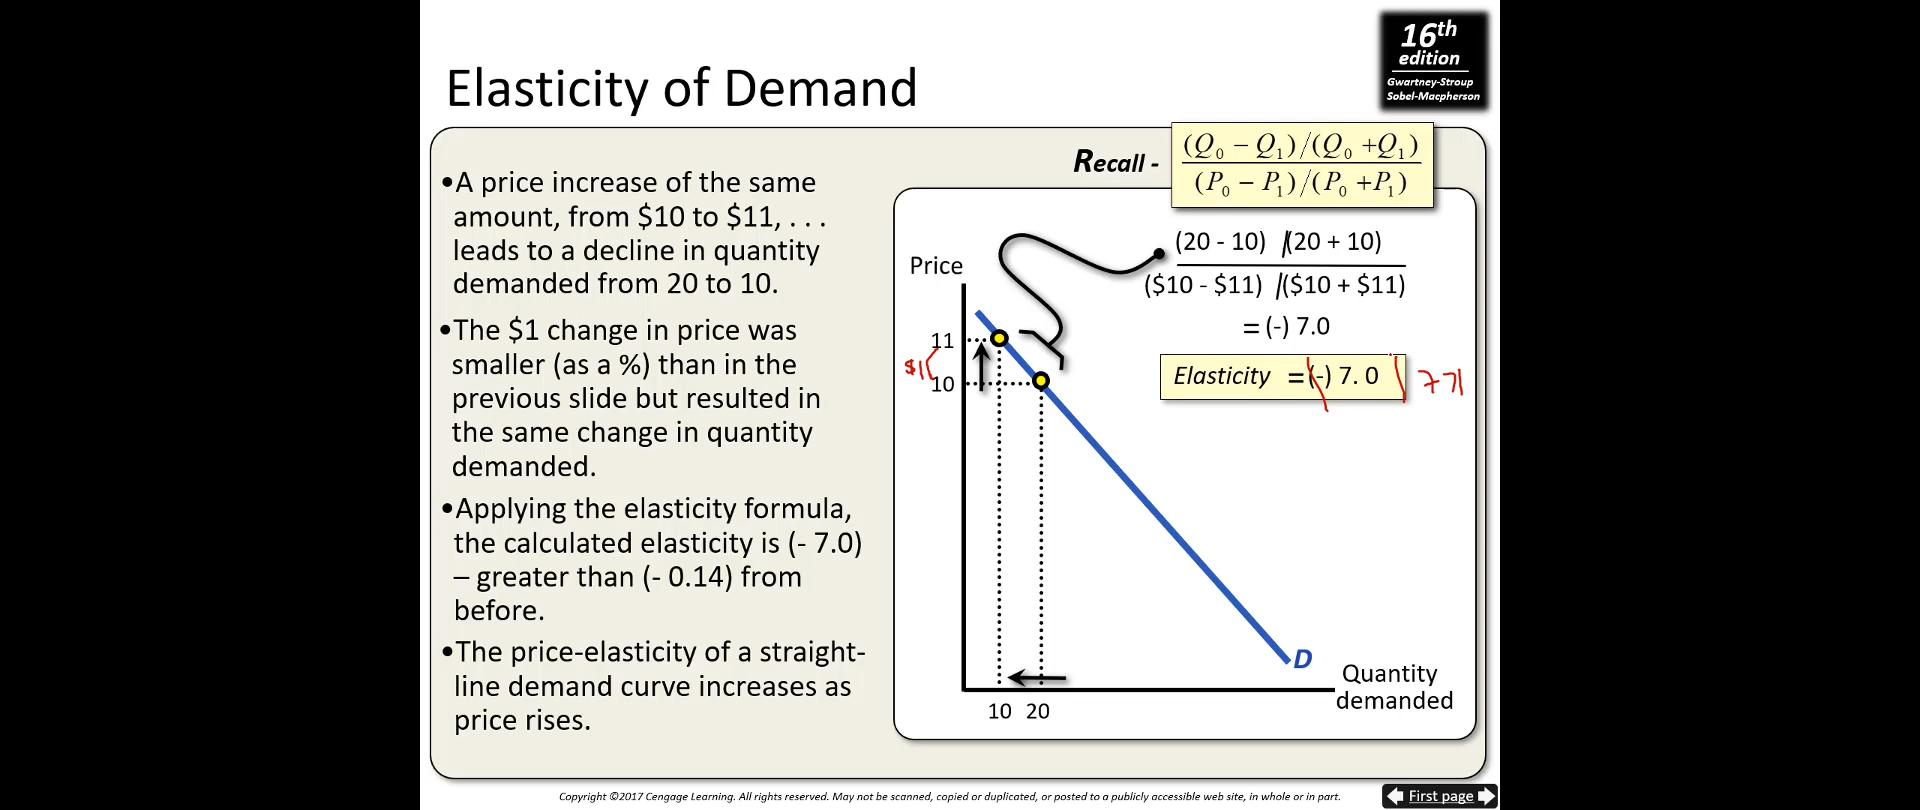 16th
edition
Gwartney-Stroup
Sobel-Macpherson
Elasticity of Demand
Recall - (Q0 − Q1)/(Q0 +Q1)
(P0 − P1)/(P0 +P1)
•A price increase of the same
amount, from $10 to $11, . . .
leads to a decline in quantity
demanded from 20 to 10.
•The $1 change in price was
smaller (as a %) than in the
previous slide but resulted in
the same change in quantity
demanded.
•Applying the elasticity formula,
the calculated elasticity is (- 7.0)
– greater than (- 0.14) from
before.
•The price-elasticity of a straight-
line demand curve increases as
price rises.
(20 - 10) /(20 + 10)
($10 - $11) /($10 + $11)
= (-) 7.0
Elasticity = (-) 7. 0
7>1
Price
11
$1
10
D
Quantity
demanded
10 20
Copyright ©2017 Cengage Learning. All rights reserved. May not be scanned, copied or duplicated, or posted to a publicly accessible web site, in whole or in part.
First page